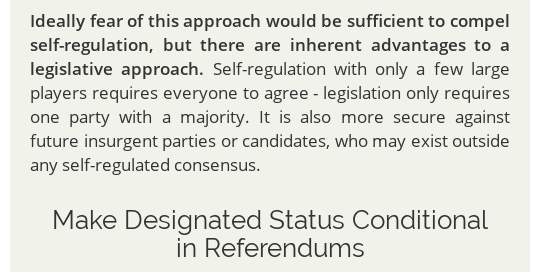 Ideally fear of this approach would be sufficient to compel
self-regulation, but there are inherent advantages to a
legislative approach. Self-regulation with only a few large
players requires everyone to agree - legislation only requires
one party with a majority. It is also more secure against
future insurgent parties or candidates, who may exist outside
any self-regulated consensus.
Make Designated Status Conditional
in Referendums